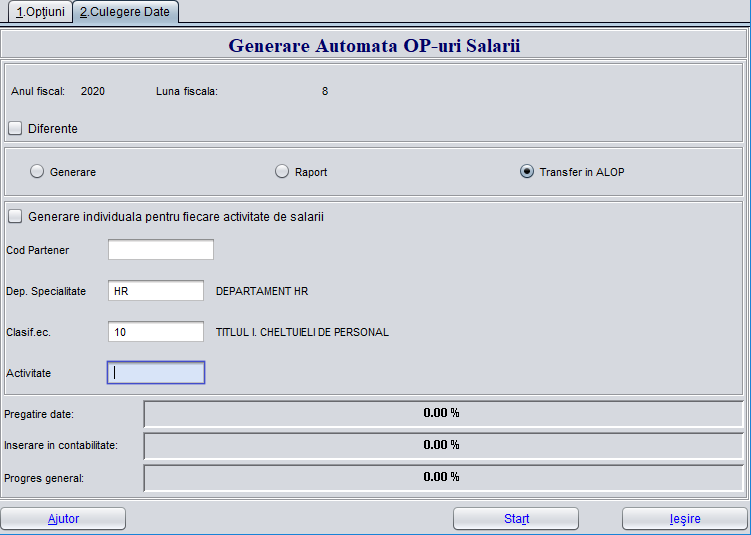 1.Opţiuni 2.Culegere Date
Generare Automata OP-uri Salarii
Anul fiscal: 2020 Luna fiscala: 8
Diferente
Generare Raport Transfer in ALOP
Generare individuala pentru fiecare activitate de salarii
Cod Partener
Dep. Specialitate HR DEPARTAMENT HR
Clasif.ec. 10 TITLUL I. CHELTUIELI DE PERSONAL
Activitate
Pregatire date: 0.00 %
Inserare in contabilitate: 0.00 %
Progres general: 0.00 %
Ajutor Start Ieşire